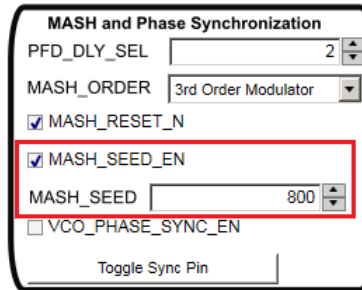 MASH and Phase Synchronization
PFD_DLY_SEL 2
MASH_ORDER 3rd Order Modulator
MASH_RESET_N
MASH_SEED_EN
MASH_SEED 800
VCO_PHASE_SYNC_EN
Toggle Sync Pin